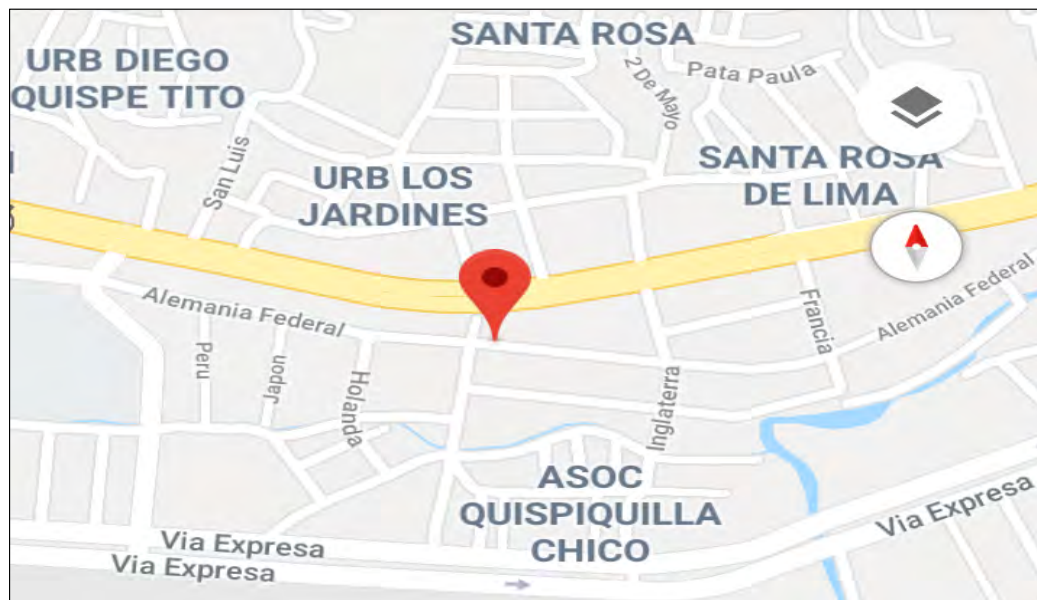 SANTA ROSA
URB DIEGO
QUISPE TITO
2 De Mayo
Pata Paula
San Luis
URB LOS
JARDINES
SANTA ROSA
DE LIMA
Alemania Federal
Alemania Federal
Francia
Peru
Japon
Holanda
Inglaterra
ASOC
QUISPIQUILLA
CHICO
Via Expresa
Via Expresa
Via Expresa